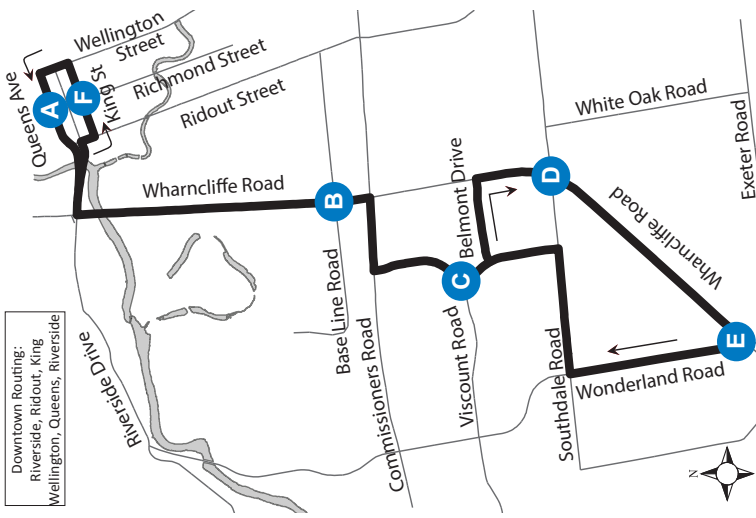 Wellington
Street
Queens Ave
A
F
King St
Richmond Street
Ridout Street
White Oak Road
Exeter Road
Wharncliffe Road
B
Belmont Drive
D
Base Line Road
C
Wharncliffe Road
Downtown Routing:
Riverside, Ridout, King
Wellington, Queens, Riverside
Riverside Drive
Commissioners Road
Viscount Road
Southdale Road
E
Wonderland Road
N